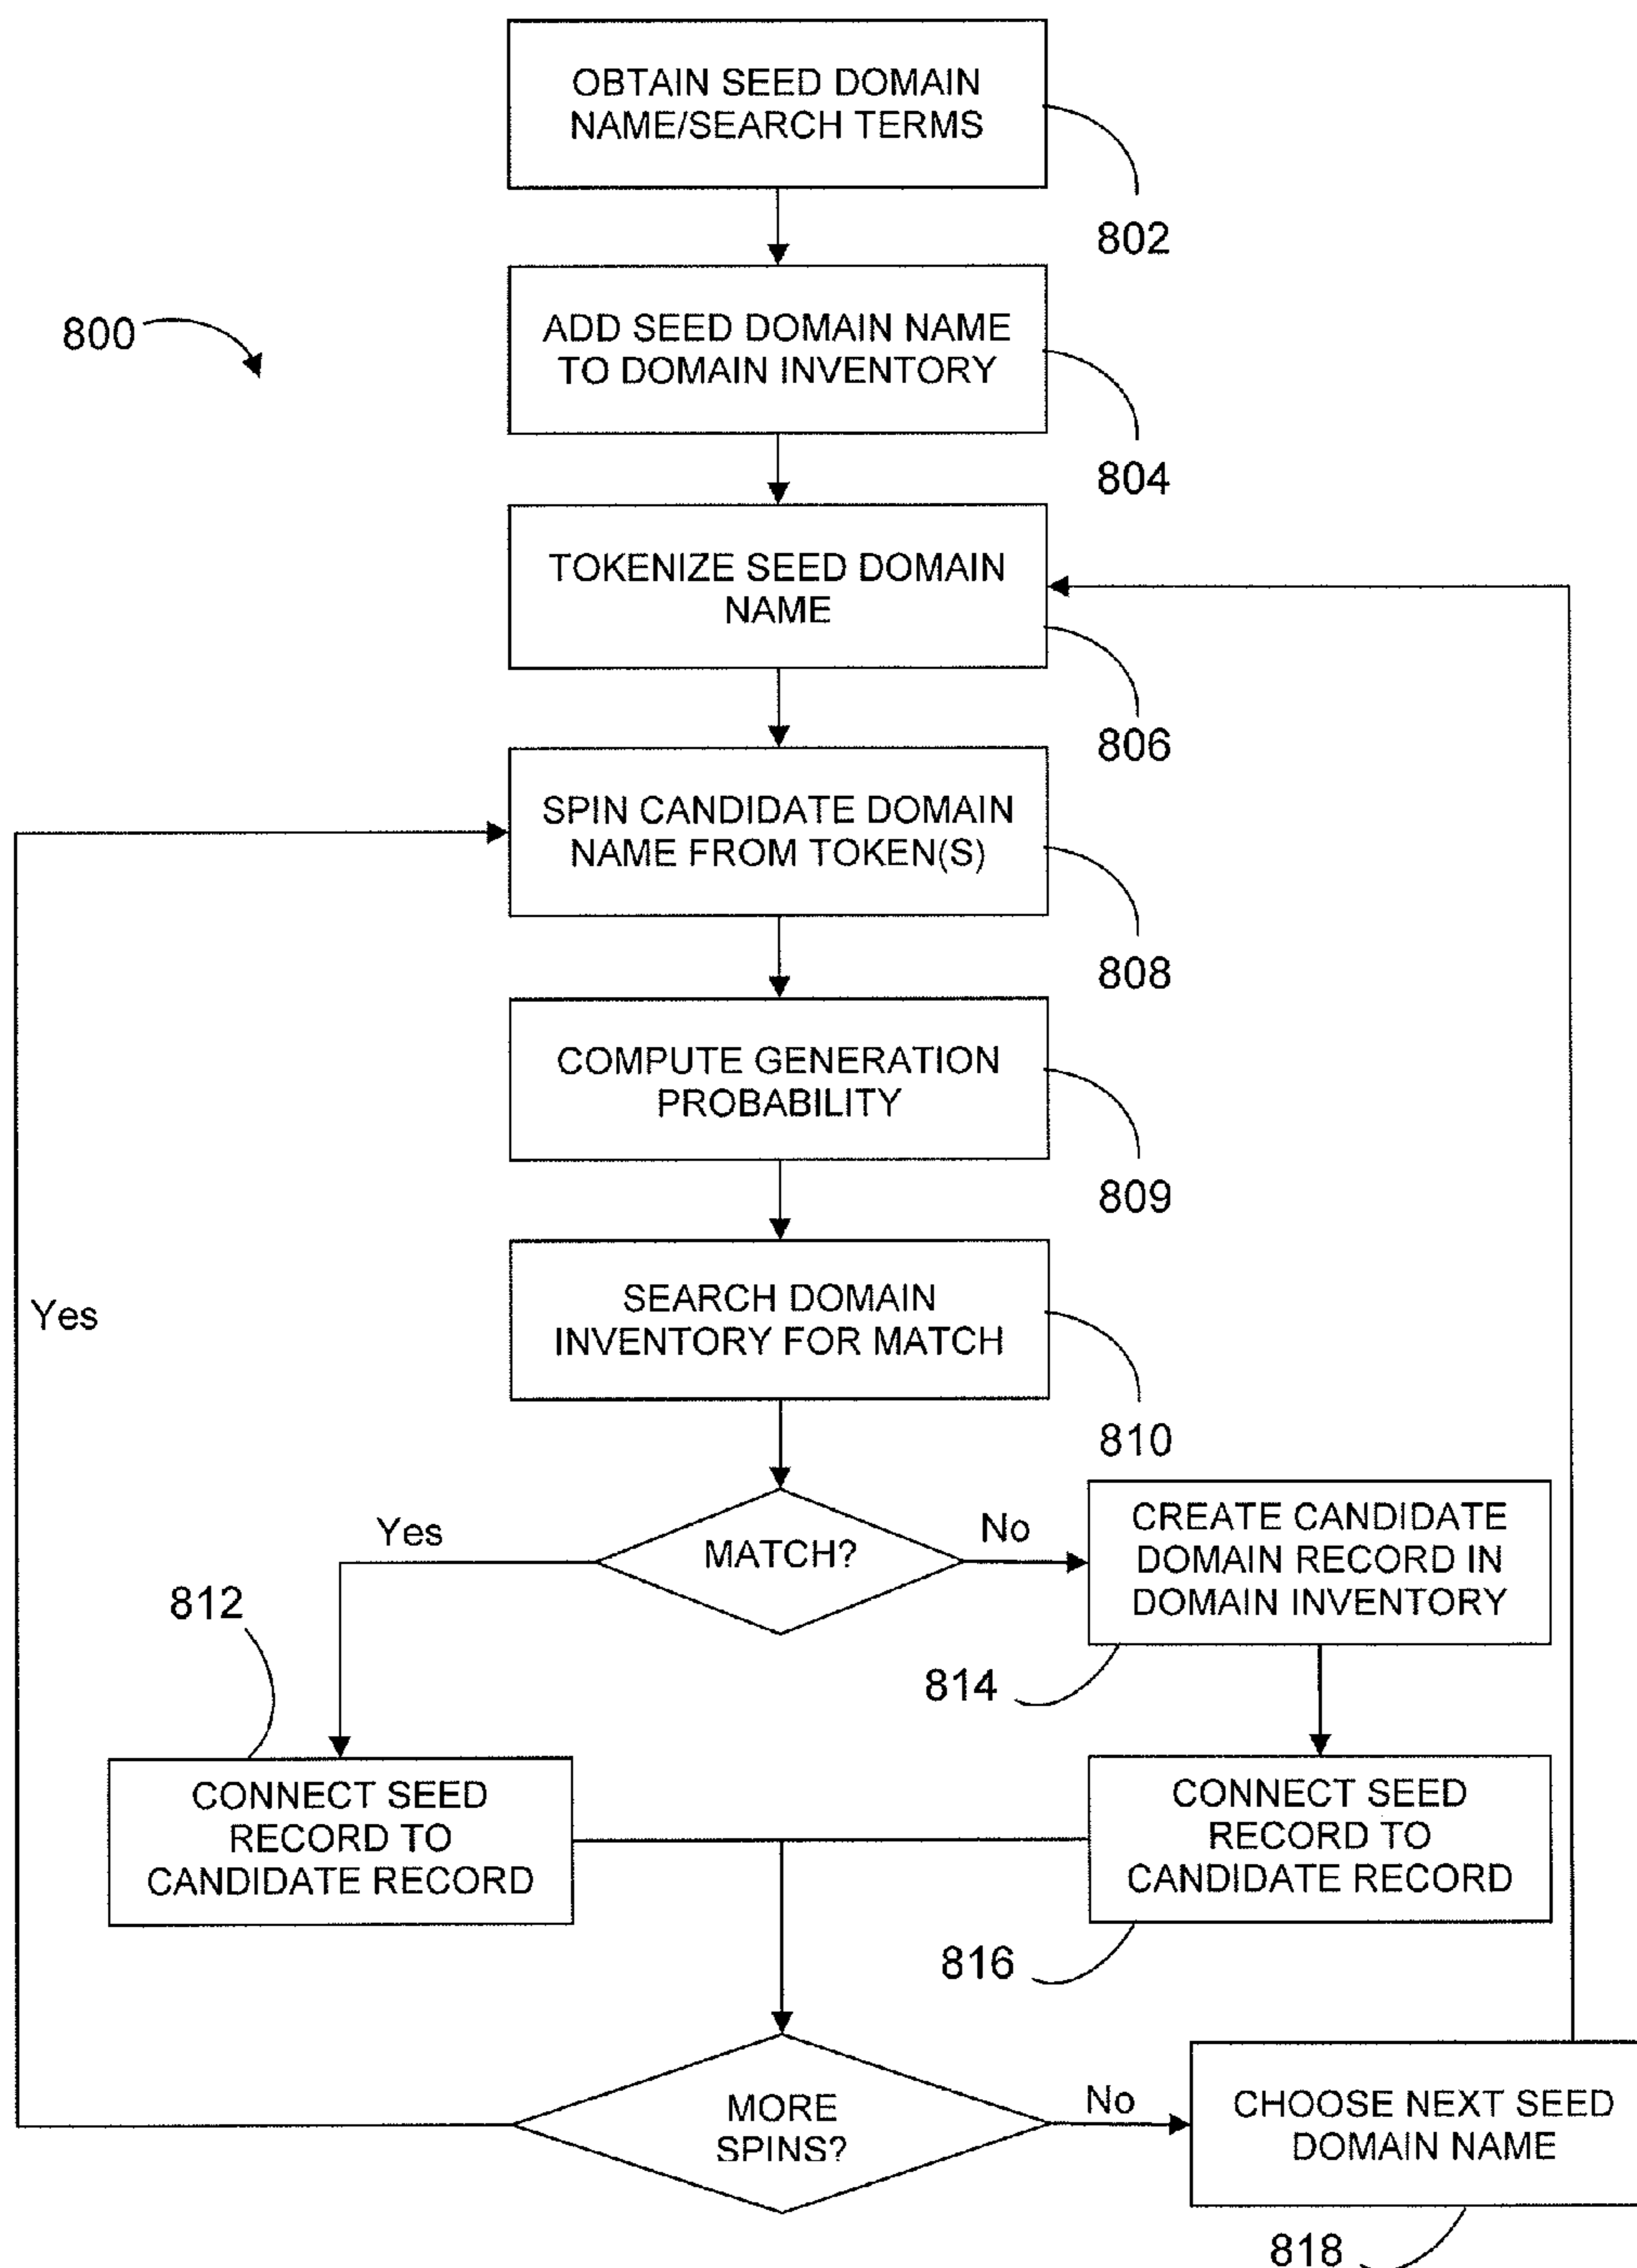 OBTAIN SEED DOMAIN
NAME/SEARCH TERMS
802
800
ADD SEED DOMAIN NAME
TO DOMAIN INVENTORY
804
TOKENIZE SEED DOMAIN
NAME
806
SPIN CANDIDATE DOMAIN
NAME FROM TOKEN(S)
808
COMPUTE GENERATION
PROBABILITY
809
SEARCH DOMAIN
INVENTORY FOR MATCH
810
Yes
MATCH?
Yes
No
CREATE CANDIDATE
DOMAIN RECORD IN
DOMAIN INVENTORY
814
812
CONNECT SEED
RECORD TO
CANDIDATE RECORD
CONNECT SEED
RECORD TO
CANDIDATE RECORD
816
MORE
SPINS?
No
CHOOSE NEXT SEED
DOMAIN NAME
818